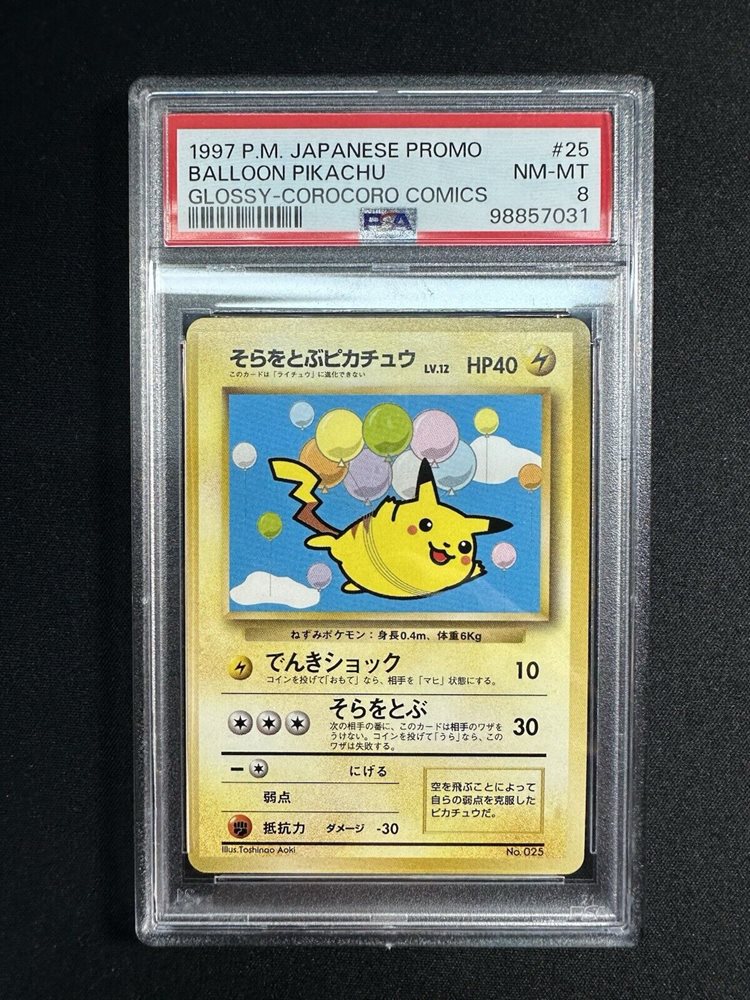 1997 P.M. JAPANESE PROMO #25
BALLOON PIKACHU NM-MT
GLOSSY-COROCORO COMICS 8
PSA 98857031
そらをとぶピカチュウ LV.12 HP40
このカードは「ライチュウ」に進化できない
ねずみポケモン：身長0.4m、体重6Kg
でんきショック 10
コインを投げて「おもて」なら、相手を「マヒ」状態にする。
そらをとぶ 30
次の相手の番に、このカードは相手のワザを
うけない。コインを投げて「うら」なら、この
ワザは失敗する。
にげる
弱点
抵抗力 ダメージ -30
空を飛ぶことによって
自らの弱点を克服した
ピカチュウだ。
Illus.Toshinao Aoki No.025